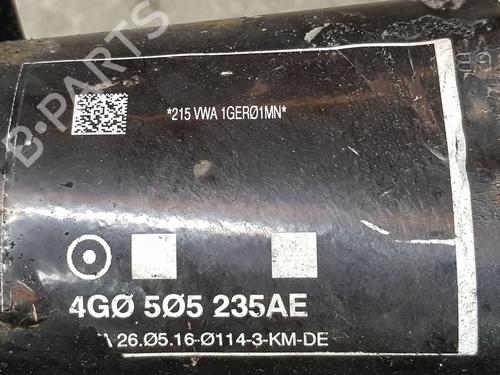 B-PARTS
*215 VWA 1GERØ1MN*
4GØ 5Ø5 235AE
26.Ø5.16-Ø114-3-KM-DE